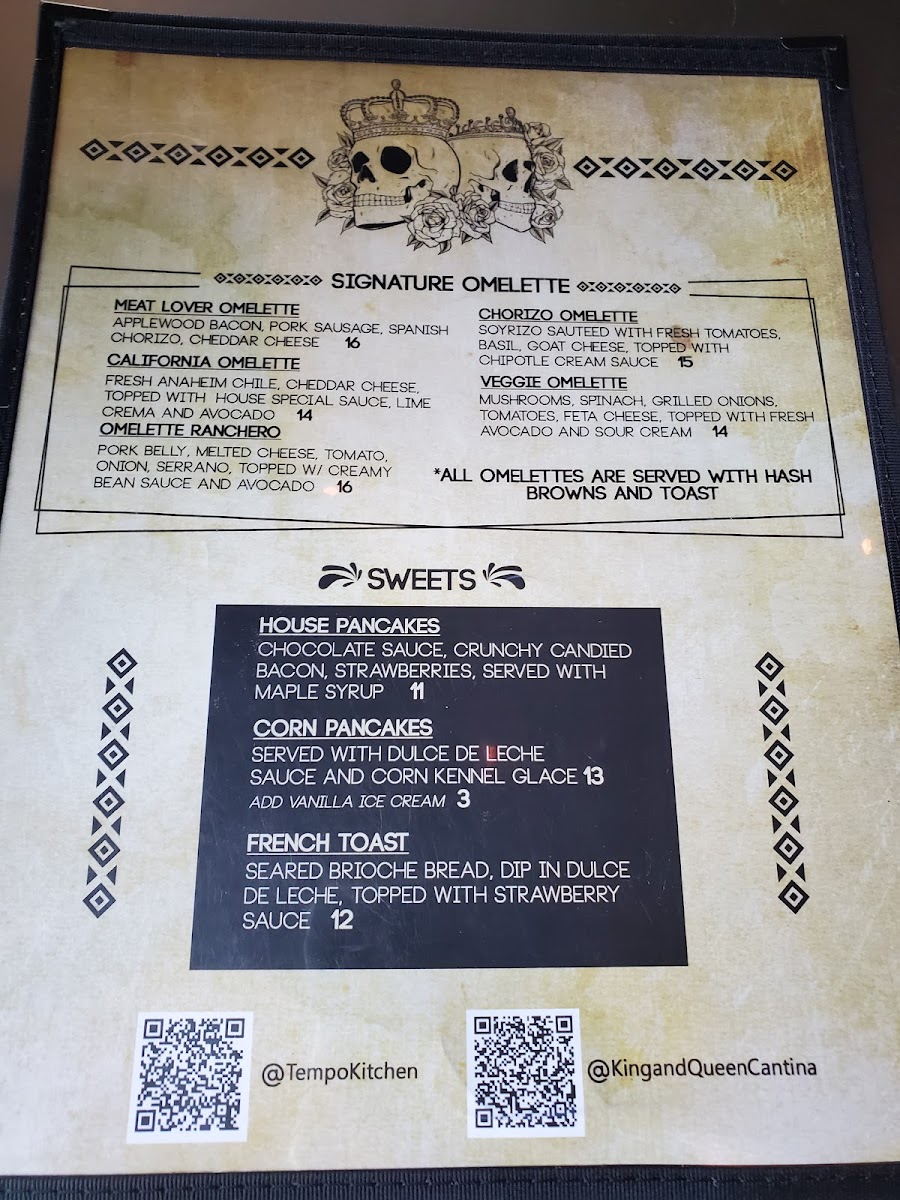 SIGNATURE OMELETTE
MEAT LOVER OMELETTE
APPLEWOOD BACON, PORK SAUSAGE, SPANISH
CHORIZO, CHEDDAR CHEESE 16
CALIFORNIA OMELETTE
FRESH ANAHEIM CHILE, CHEDDAR CHEESE,
TOPPED WITH HOUSE SPECIAL SAUCE, LIME
CREMA AND AVOCADO 14
OMELETTE RANCHERO
PORK BELLY, MELTED CHEESE, TOMATO,
ONION, SERRANO, TOPPED W/ CREAMY
BEAN SAUCE AND AVOCADO 16
CHORIZO OMELETTE
SOYRIZO SAUTEED WITH FRESH TOMATOES,
BASIL, GOAT CHEESE, TOPPED WITH
CHIPOTLE CREAM SAUCE 15
VEGGIE OMELETTE
MUSHROOMS, SPINACH, GRILLED ONIONS,
TOMATOES, FETA CHEESE, TOPPED WITH FRESH
AVOCADO AND SOUR CREAM 14
*ALL OMELETTES ARE SERVED WITH HASH
BROWNS AND TOAST
SWEETS
HOUSE PANCAKES
CHOCOLATE SAUCE, CRUNCHY CANDIED
BACON, STRAWBERRIES, SERVED WITH
MAPLE SYRUP 11
CORN PANCAKES
SERVED WITH DULCE DE LECHE
SAUCE AND CORN KENNEL GLACE 13
ADD VANILLA ICE CREAM 3
FRENCH TOAST
SEARED BRIOCHE BREAD, DIP IN DULCE
DE LECHE, TOPPED WITH STRAWBERRY
SAUCE 12
@TempoKitchen
@KingandQueenCantina